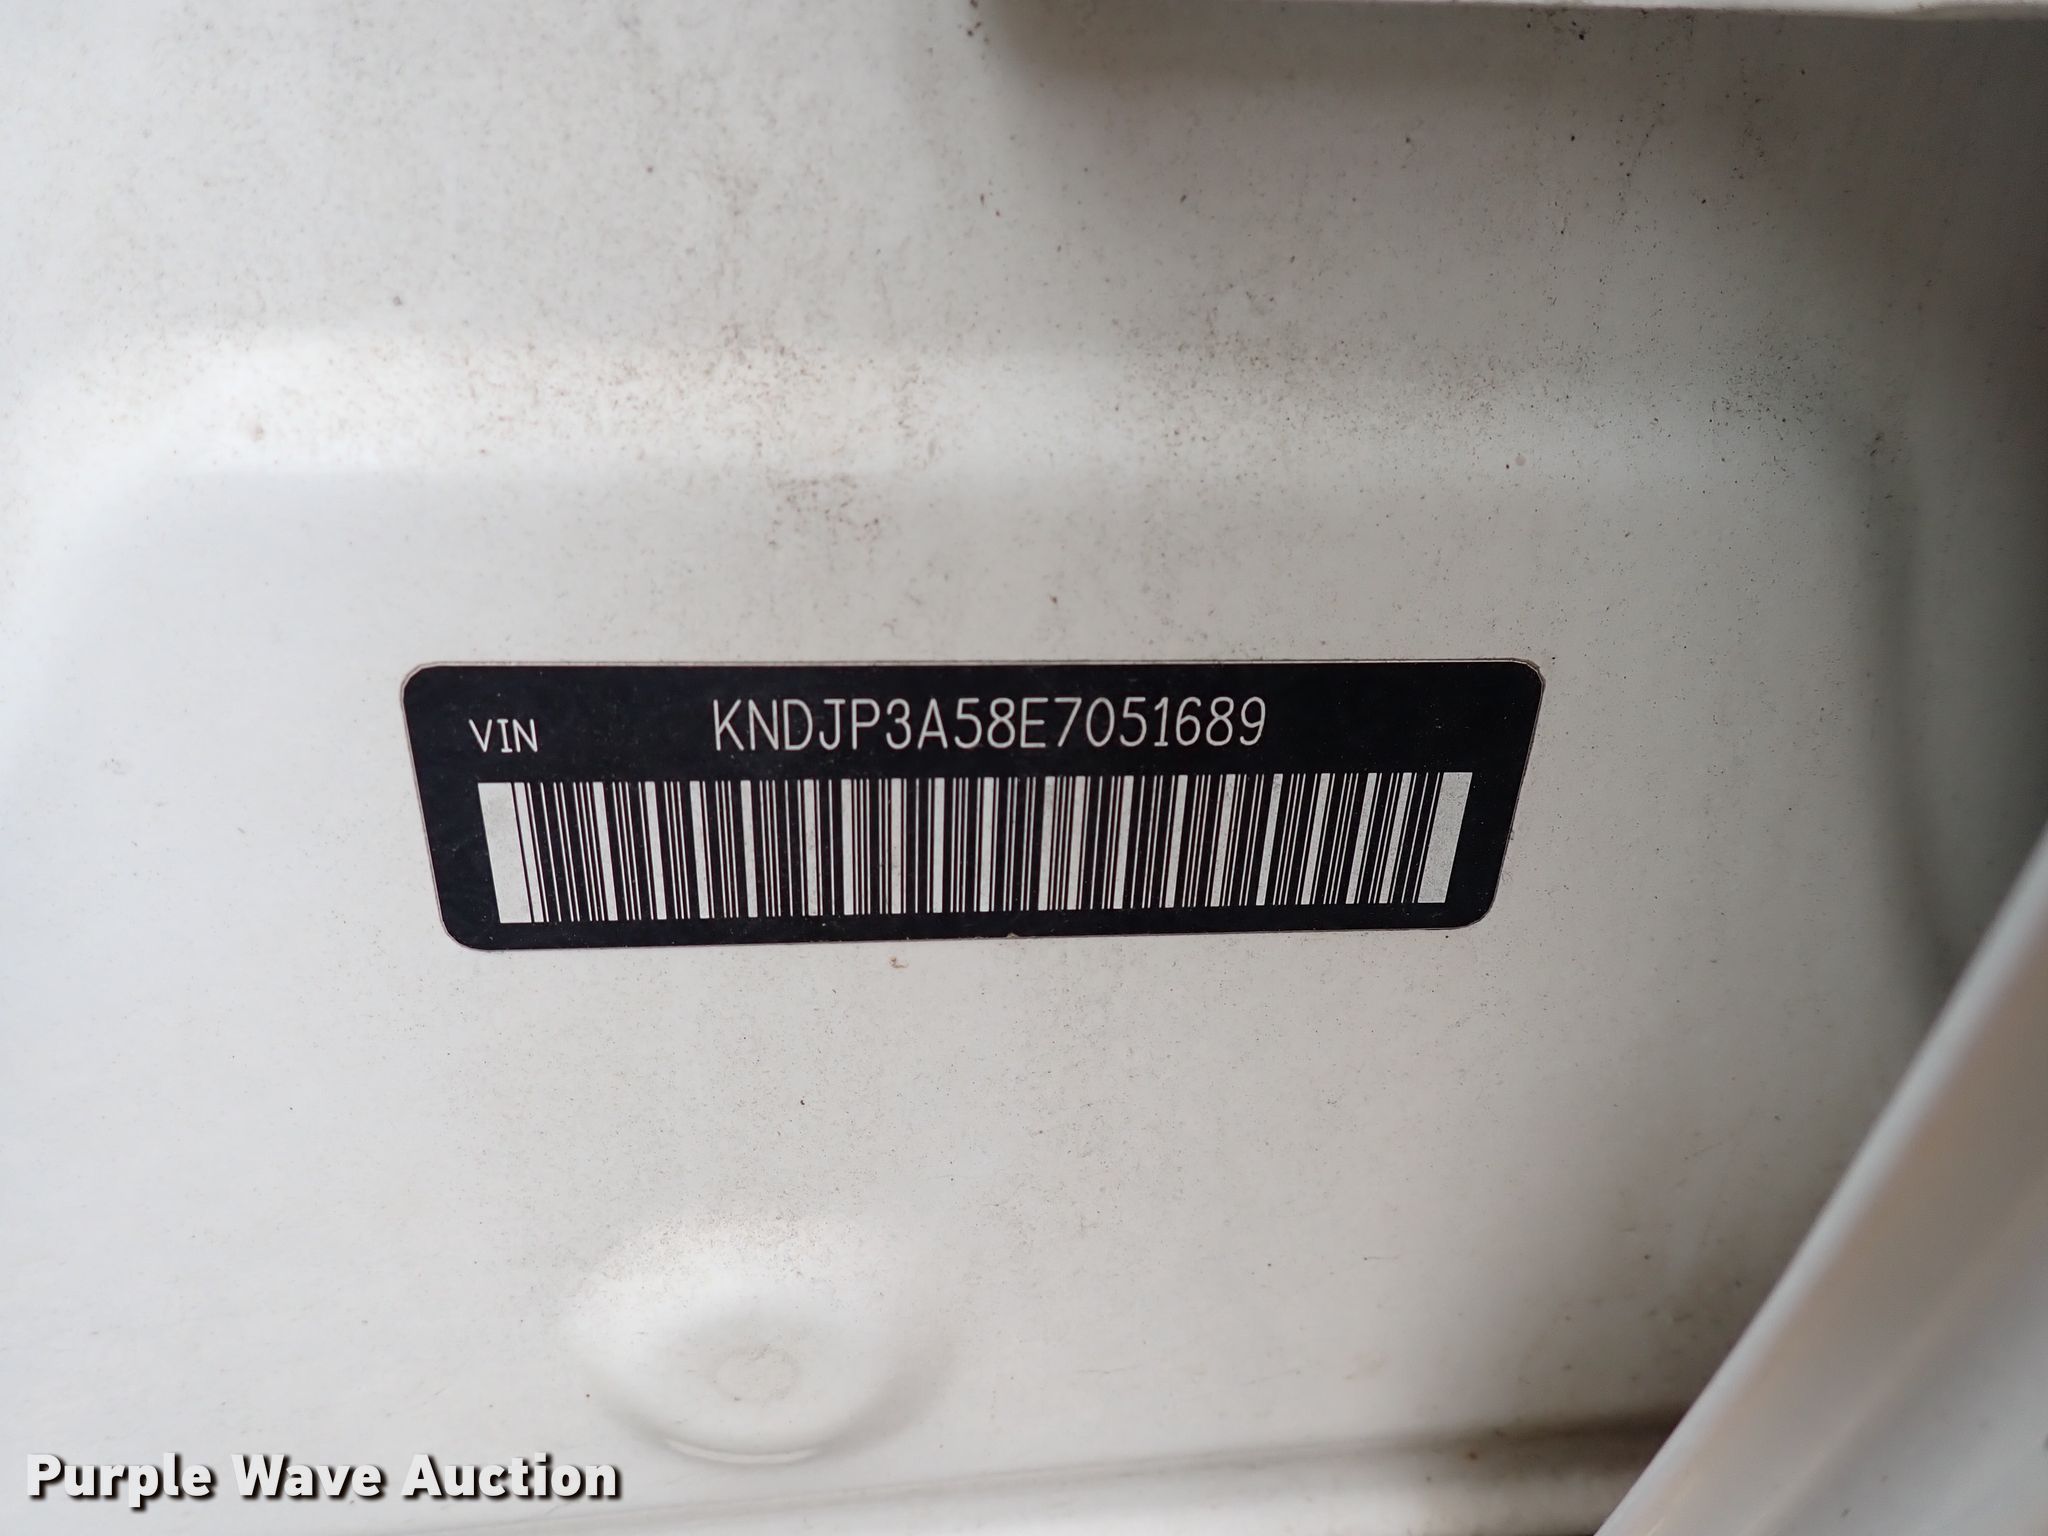 VIN KNDJP3A58E7051689
Purple Wave Auction